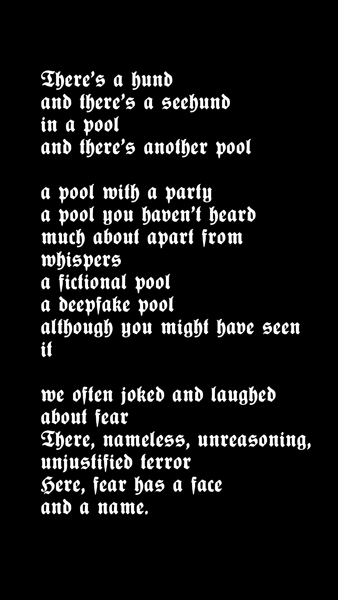 There's a hund
and there's a seehund
in a pool
and there's another pool
a pool with a party
a pool you haven't heard
much about apart from
whispers
a fictional pool
a deepfake pool
although you might have seen
it
we often joked and laughed
about fear
There, nameless, unreasoning,
unjustified terror
Here, fear has a face
and a name.